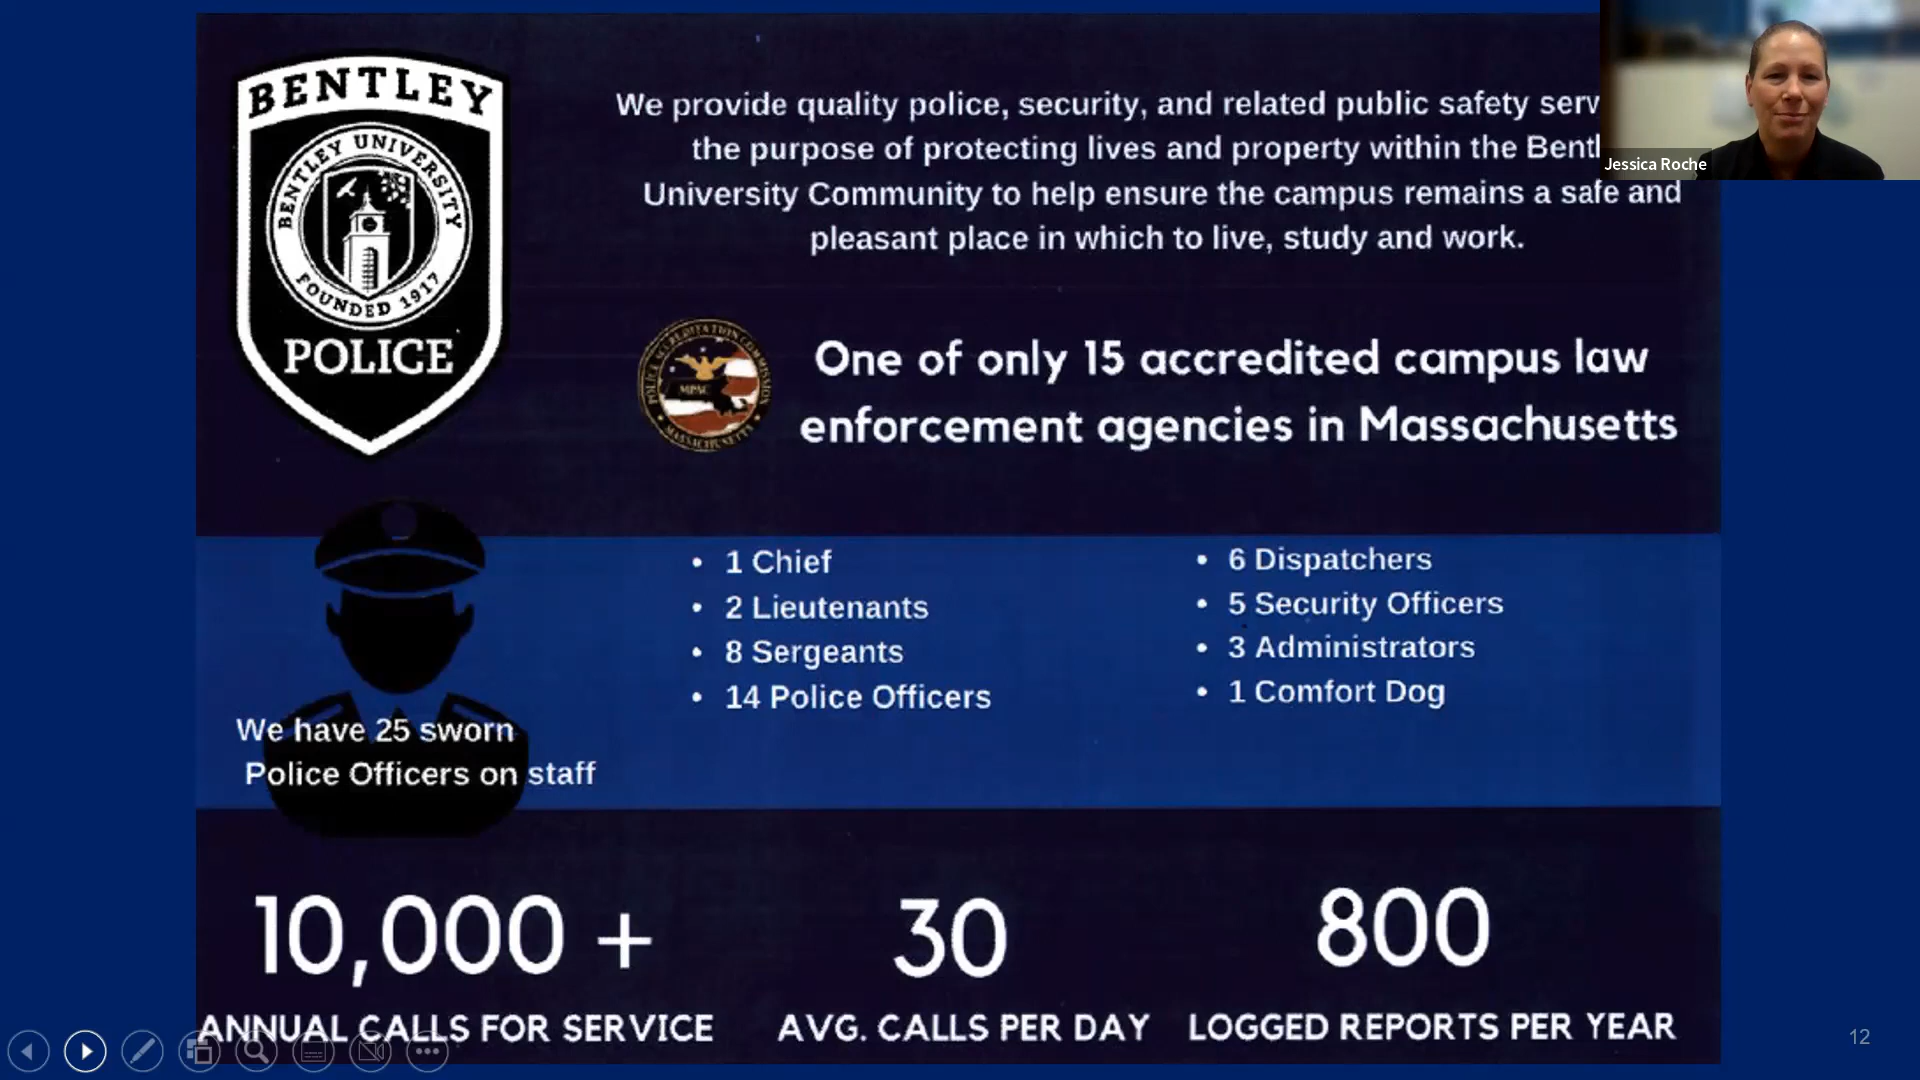 BENTLEY
BENTLEY UNIVERSITY
FOUNDED 1917
POLICE
We provide quality police, security, and related public safety serv
the purpose of protecting lives and property within the Bentl
University Community to help ensure the campus remains a safe and
pleasant place in which to live, study and work.
Jessica Roche
POLICE ACCREDITATION COMMISSION
MPAC
MASSACHUSETTS
One of only 15 accredited campus law
enforcement agencies in Massachusetts
We have 25 sworn
Police Officers on staff
• 1 Chief
• 2 Lieutenants
• 8 Sergeants
• 14 Police Officers
• 6 Dispatchers
• 5 Security Officers
• 3 Administrators
• 1 Comfort Dog
10,000 +
ANNUAL CALLS FOR SERVICE
30
AVG. CALLS PER DAY
800
LOGGED REPORTS PER YEAR
12